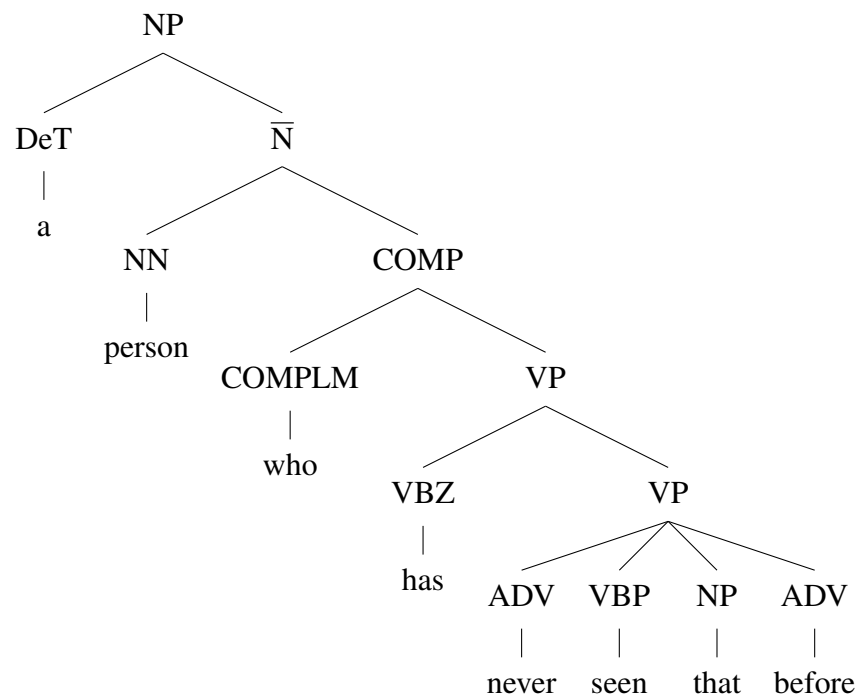 NP
DeT N̅
a
NN COMP
person
COMPLM VP
who
VBZ VP
has
ADV VBP NP ADV
never seen that before